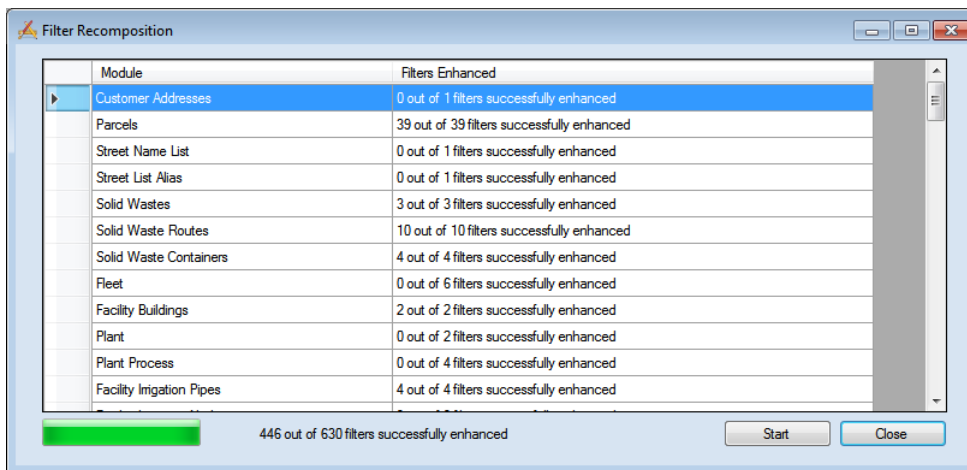 Filter Recomposition
Module Filters Enhanced
Customer Addresses 0 out of 1 filters successfully enhanced
Parcels 39 out of 39 filters successfully enhanced
Street Name List 0 out of 1 filters successfully enhanced
Street List Alias 0 out of 1 filters successfully enhanced
Solid Wastes 3 out of 3 filters successfully enhanced
Solid Waste Routes 10 out of 10 filters successfully enhanced
Solid Waste Containers 4 out of 4 filters successfully enhanced
Fleet 0 out of 6 filters successfully enhanced
Facility Buildings 2 out of 2 filters successfully enhanced
Plant 0 out of 2 filters successfully enhanced
Plant Process 0 out of 4 filters successfully enhanced
Facility Irrigation Pipes 4 out of 4 filters successfully enhanced
446 out of 630 filters successfully enhanced Start Close